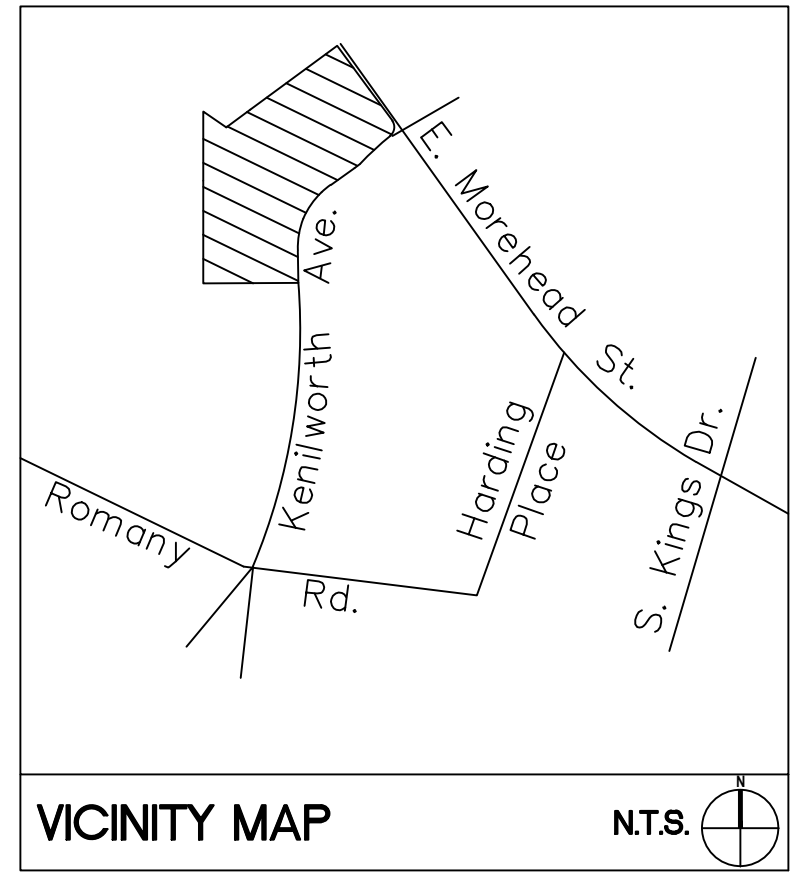 E. Morehead St.
Kenilworth Ave.
Harding
Place
S. Kings Dr.
Romany Rd.
VICINITY MAP
N.T.S.
N